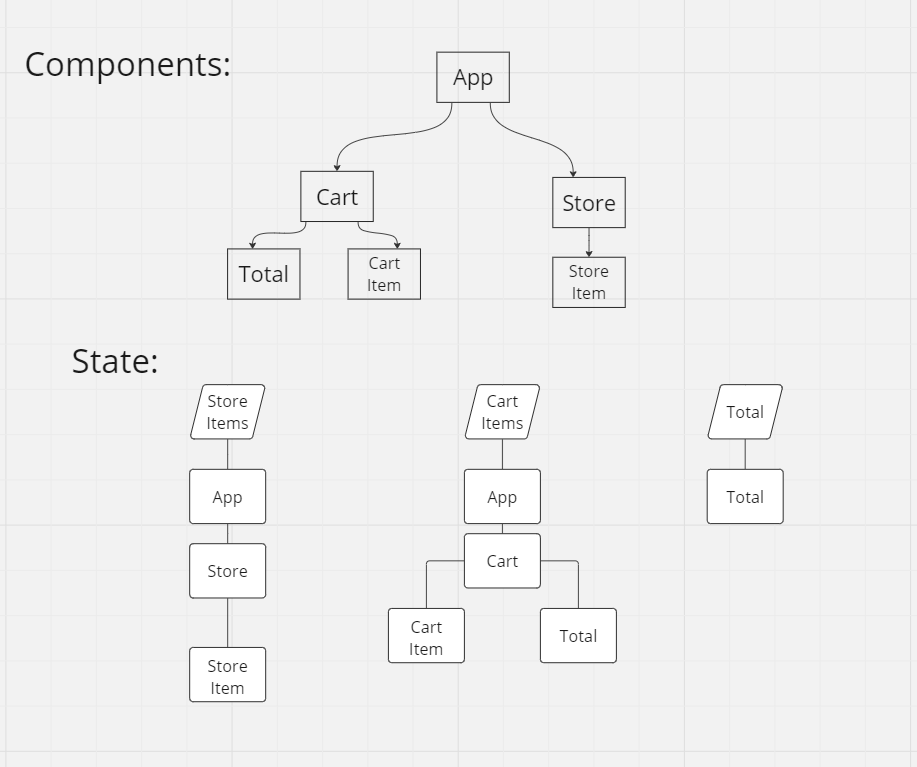 Components:
App
Cart
Store
Total
Cart
Item
Store
Item
State:
Store
Items
Cart
Items
Total
App
App
Total
Store
Cart
Cart
Item
Total
Store
Item